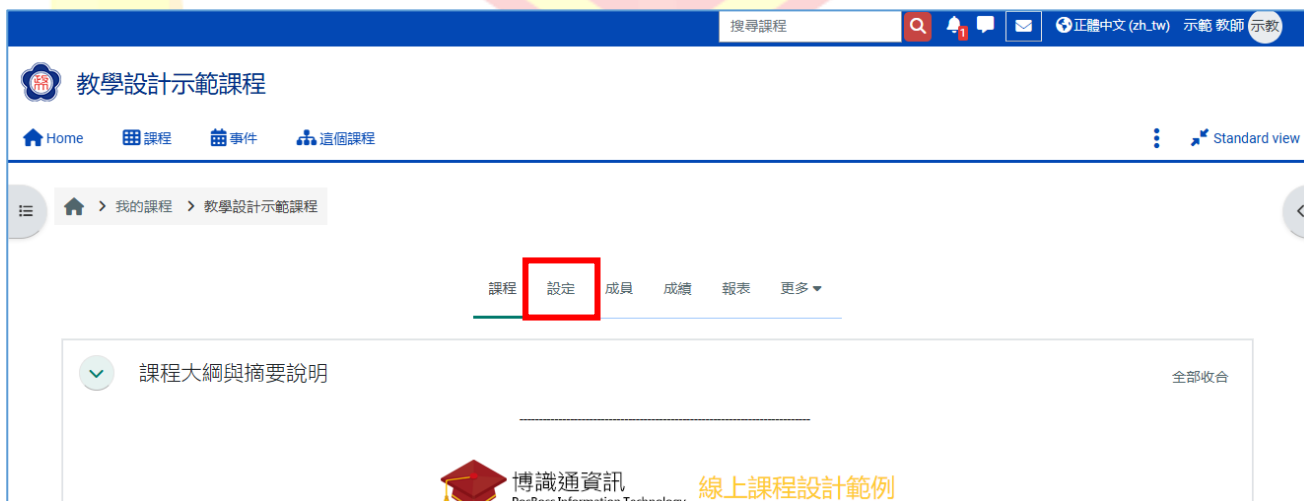 搜尋課程 1 正體中文 (zh_tw) 示範 教師 示教
政 教學設計示範課程
Home 課程 事件 這個課程 Standard view
我的課程 教學設計示範課程
課程 設定 成員 成績 報表 更多
課程大綱與摘要說明 全部收合
博識通資訊 線上課程設計範例
Information Technology